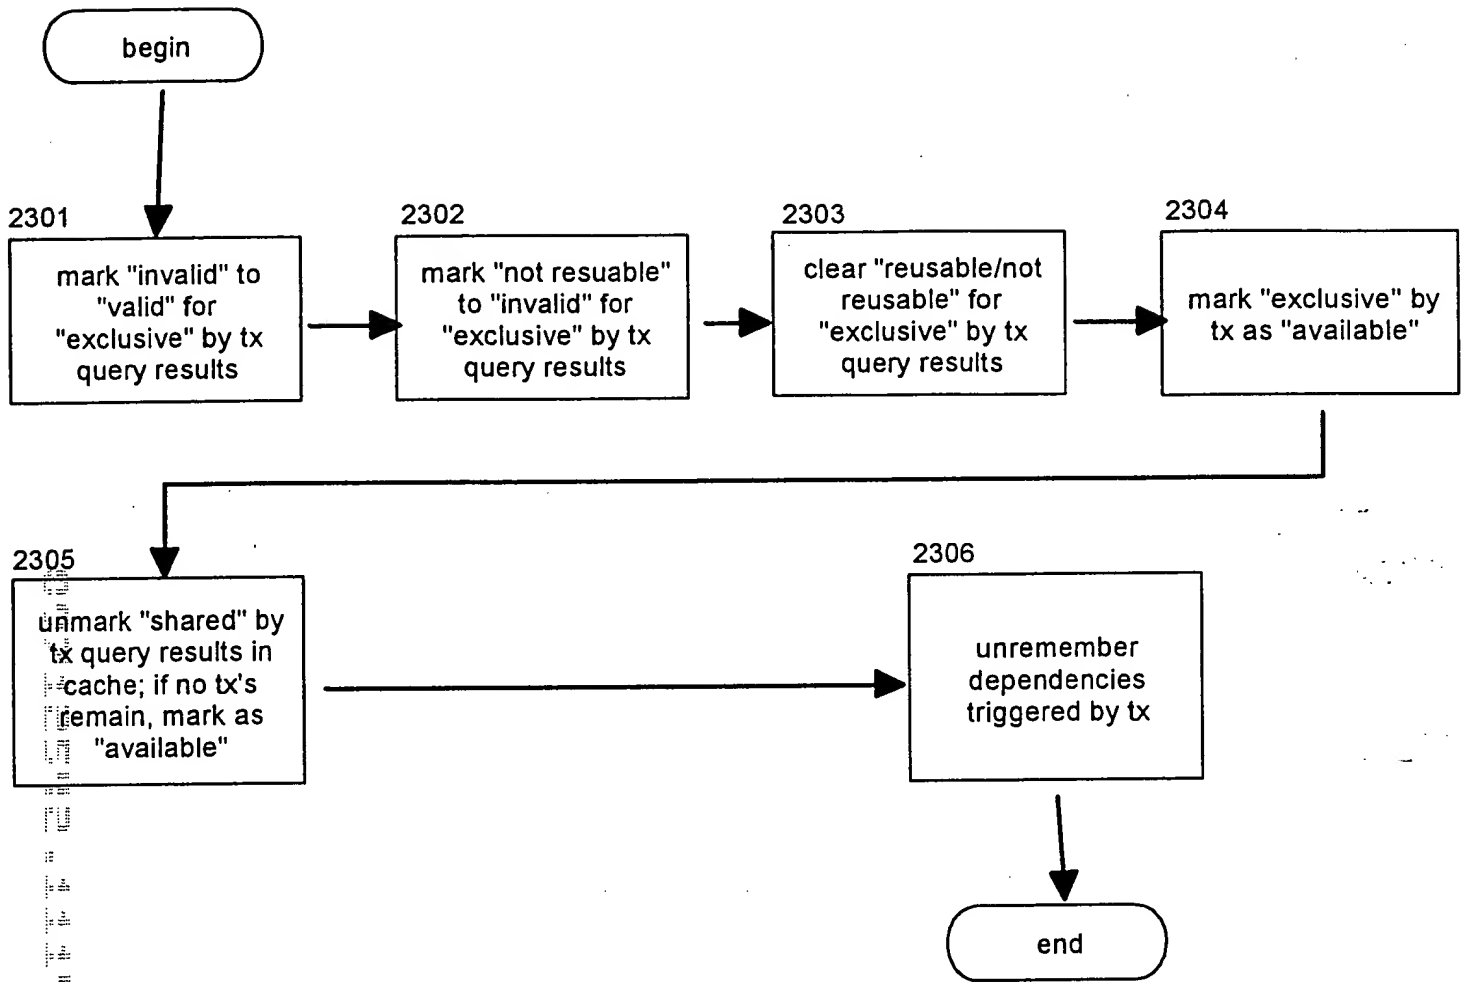 begin
2301
mark "invalid" to
"valid" for
"exclusive" by tx
query results
2302
mark "not resuable"
to "invalid" for
"exclusive" by tx
query results
2303
clear "reusable/not
reusable" for
"exclusive" by tx
query results
2304
mark "exclusive" by
tx as "available"
2305
unmark "shared" by
tx query results in
cache; if no tx's
remain, mark as
"available"
2306
unremember
dependencies
triggered by tx
end